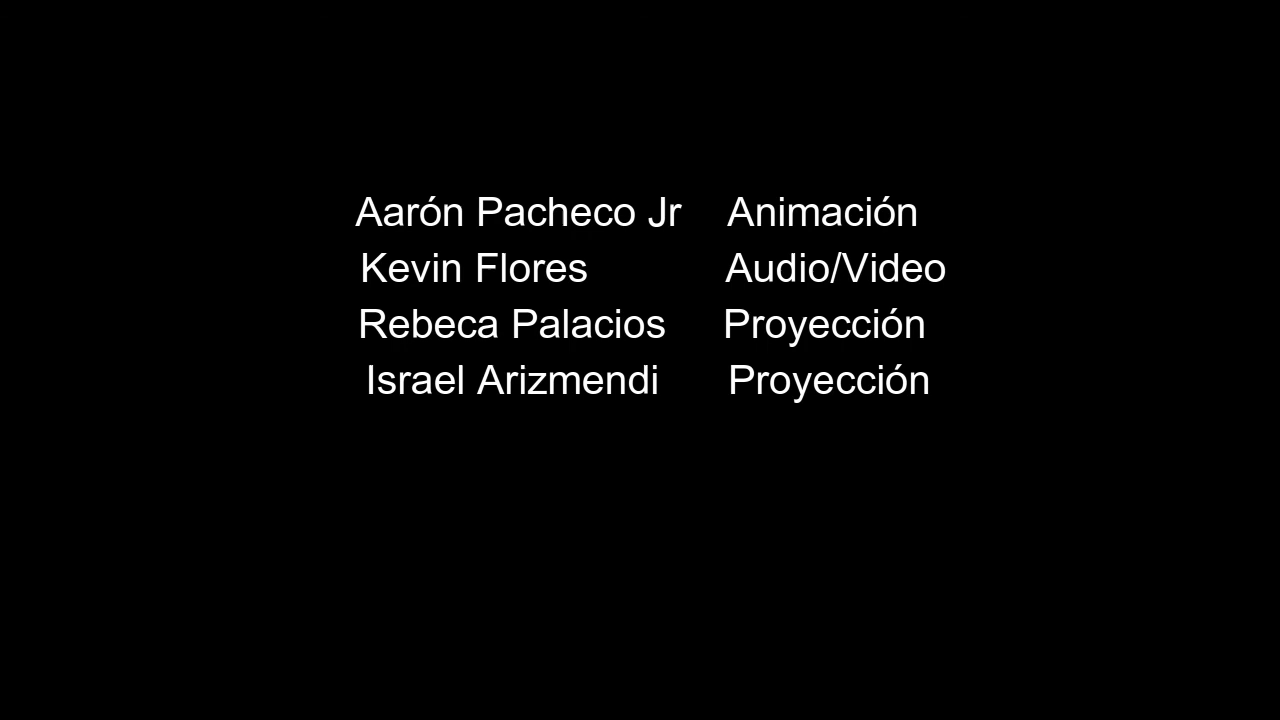 Aarón Pacheco Jr Animación
Kevin Flores Audio/Video
Rebeca Palacios Proyección
Israel Arizmendi Proyección